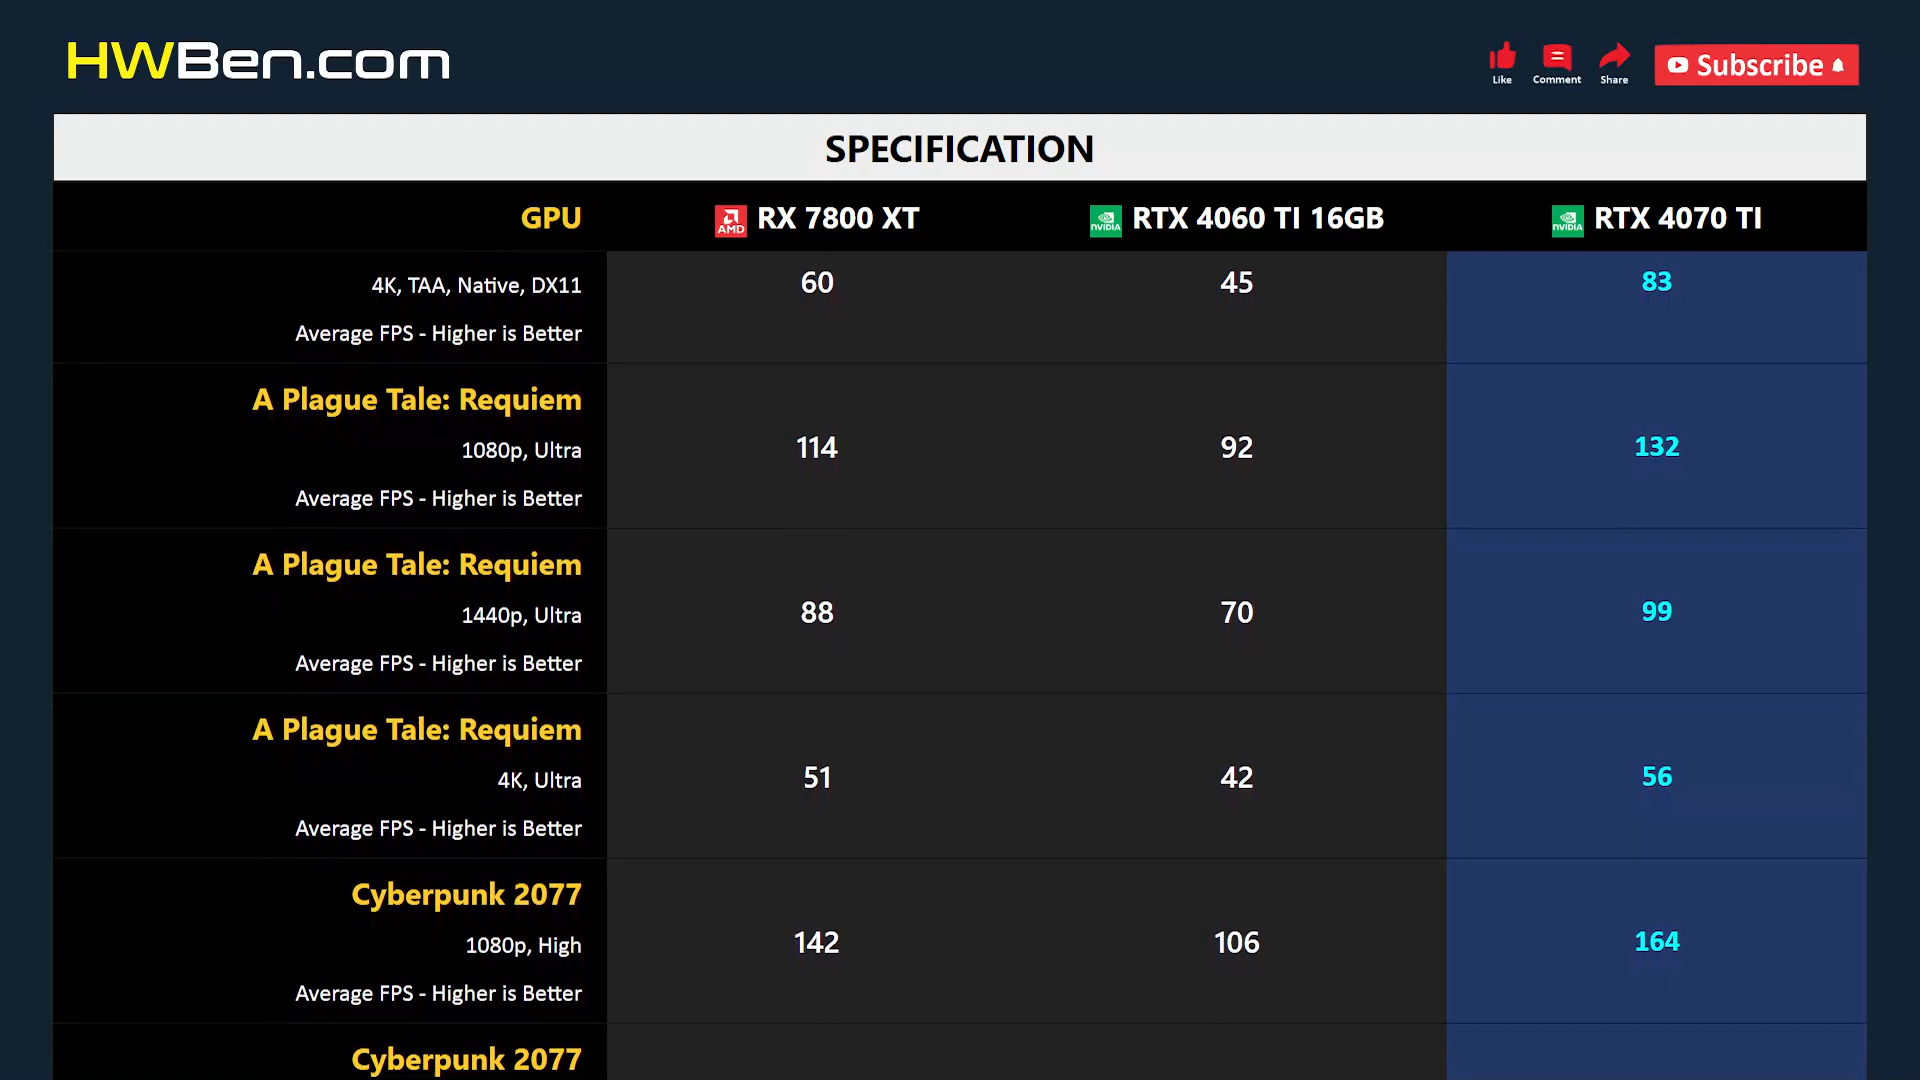 HWBen.com
Like
Comment
Share
Subscribe
SPECIFICATION
GPU
AMD RX 7800 XT
NVIDIA RTX 4060 TI 16GB
NVIDIA RTX 4070 TI
4K, TAA, Native, DX11
Average FPS - Higher is Better
60
45
83
A Plague Tale: Requiem
1080p, Ultra
Average FPS - Higher is Better
114
92
132
A Plague Tale: Requiem
1440p, Ultra
Average FPS - Higher is Better
88
70
99
A Plague Tale: Requiem
4K, Ultra
Average FPS - Higher is Better
51
42
56
Cyberpunk 2077
1080p, High
Average FPS - Higher is Better
142
106
164
Cyberpunk 2077